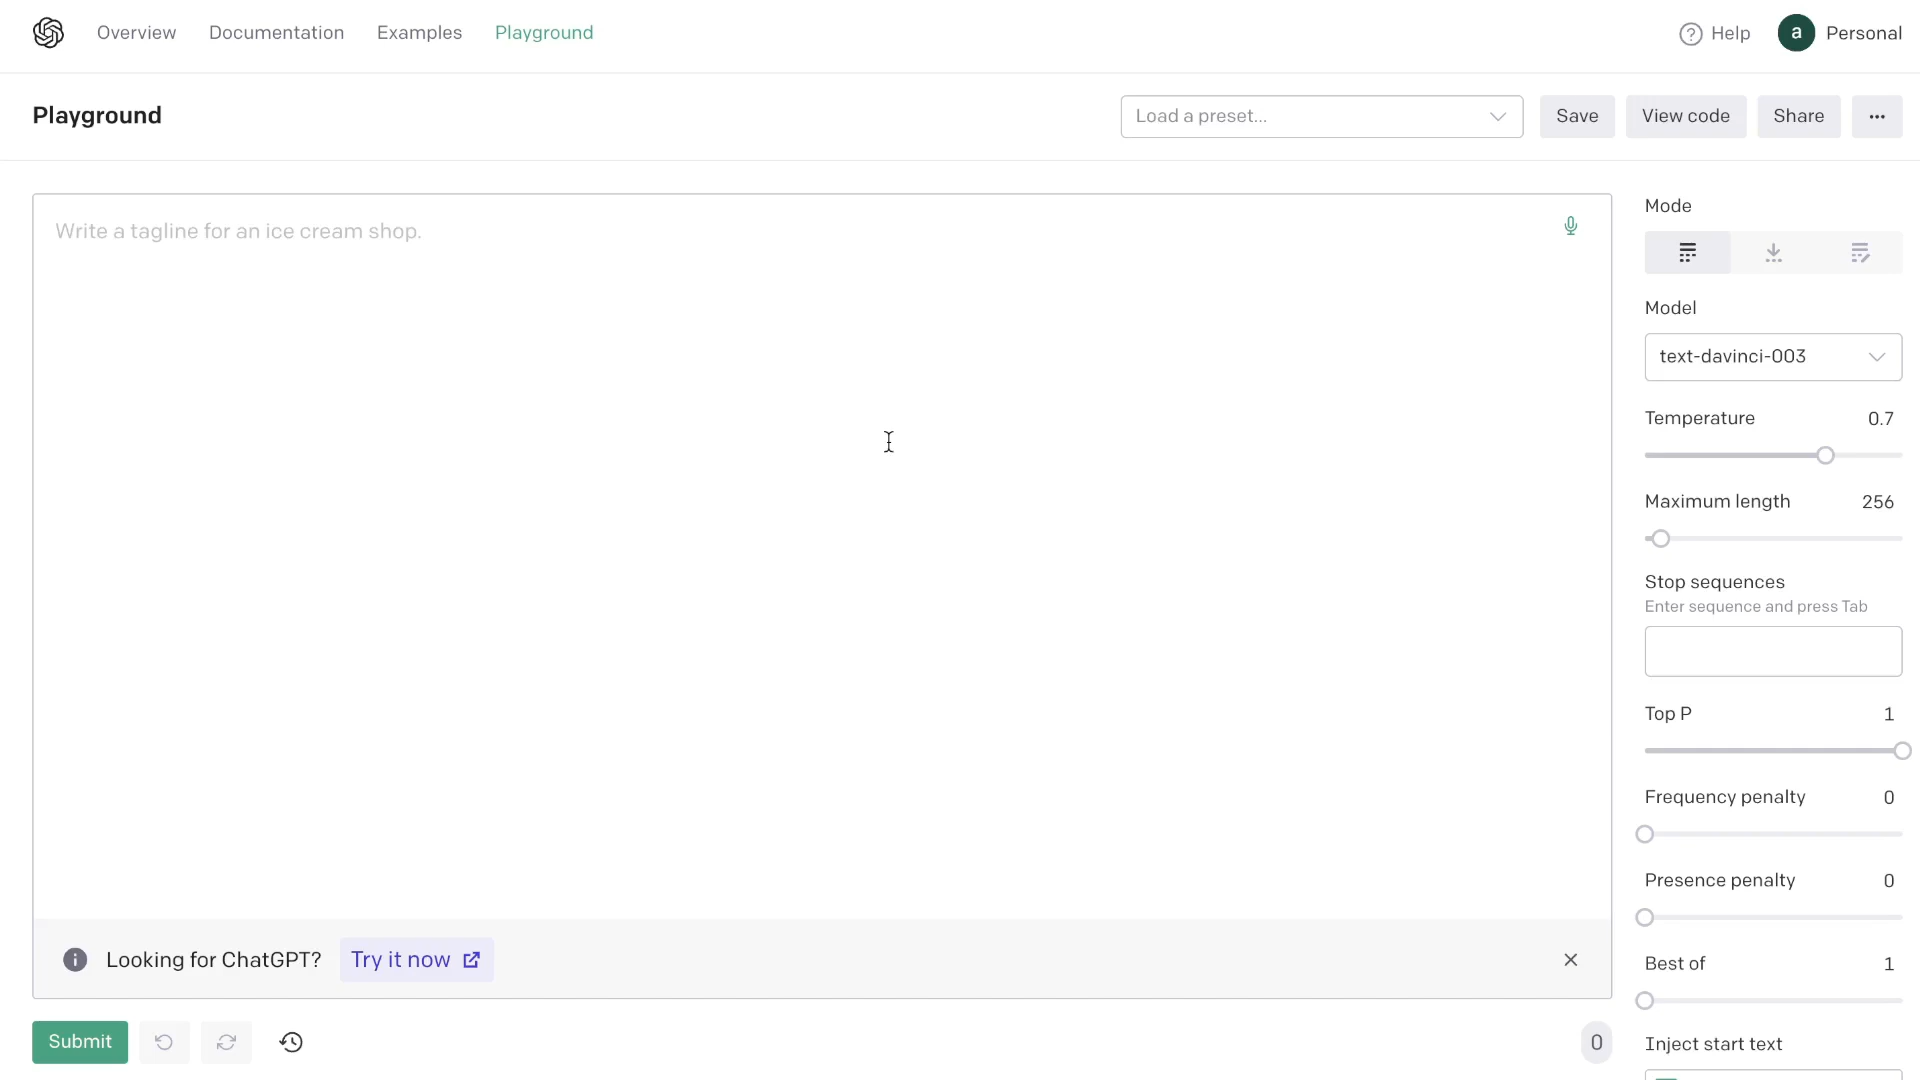 Overview Documentation Examples Playground Help a Personal
Playground Load a preset... Save View code Share
Write a tagline for an ice cream shop.
Mode
Model
text-davinci-003
Temperature 0.7
Maximum length 256
Stop sequences
Enter sequence and press Tab
Top P 1
Frequency penalty 0
Presence penalty 0
Looking for ChatGPT? Try it now
Best of 1
Submit 0
Inject start text